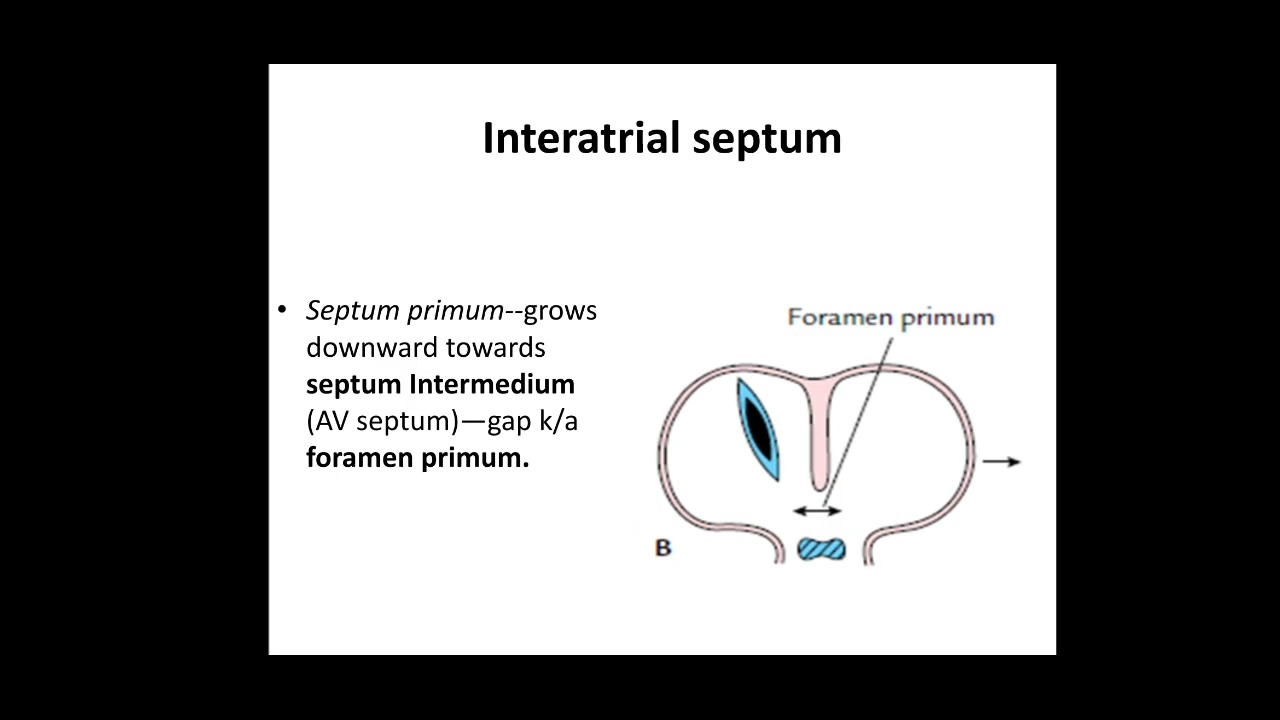 Interatrial septum
• Septum primum--grows
downward towards
septum Intermedium
(AV septum)—gap k/a
foramen primum.
Foramen primum
B